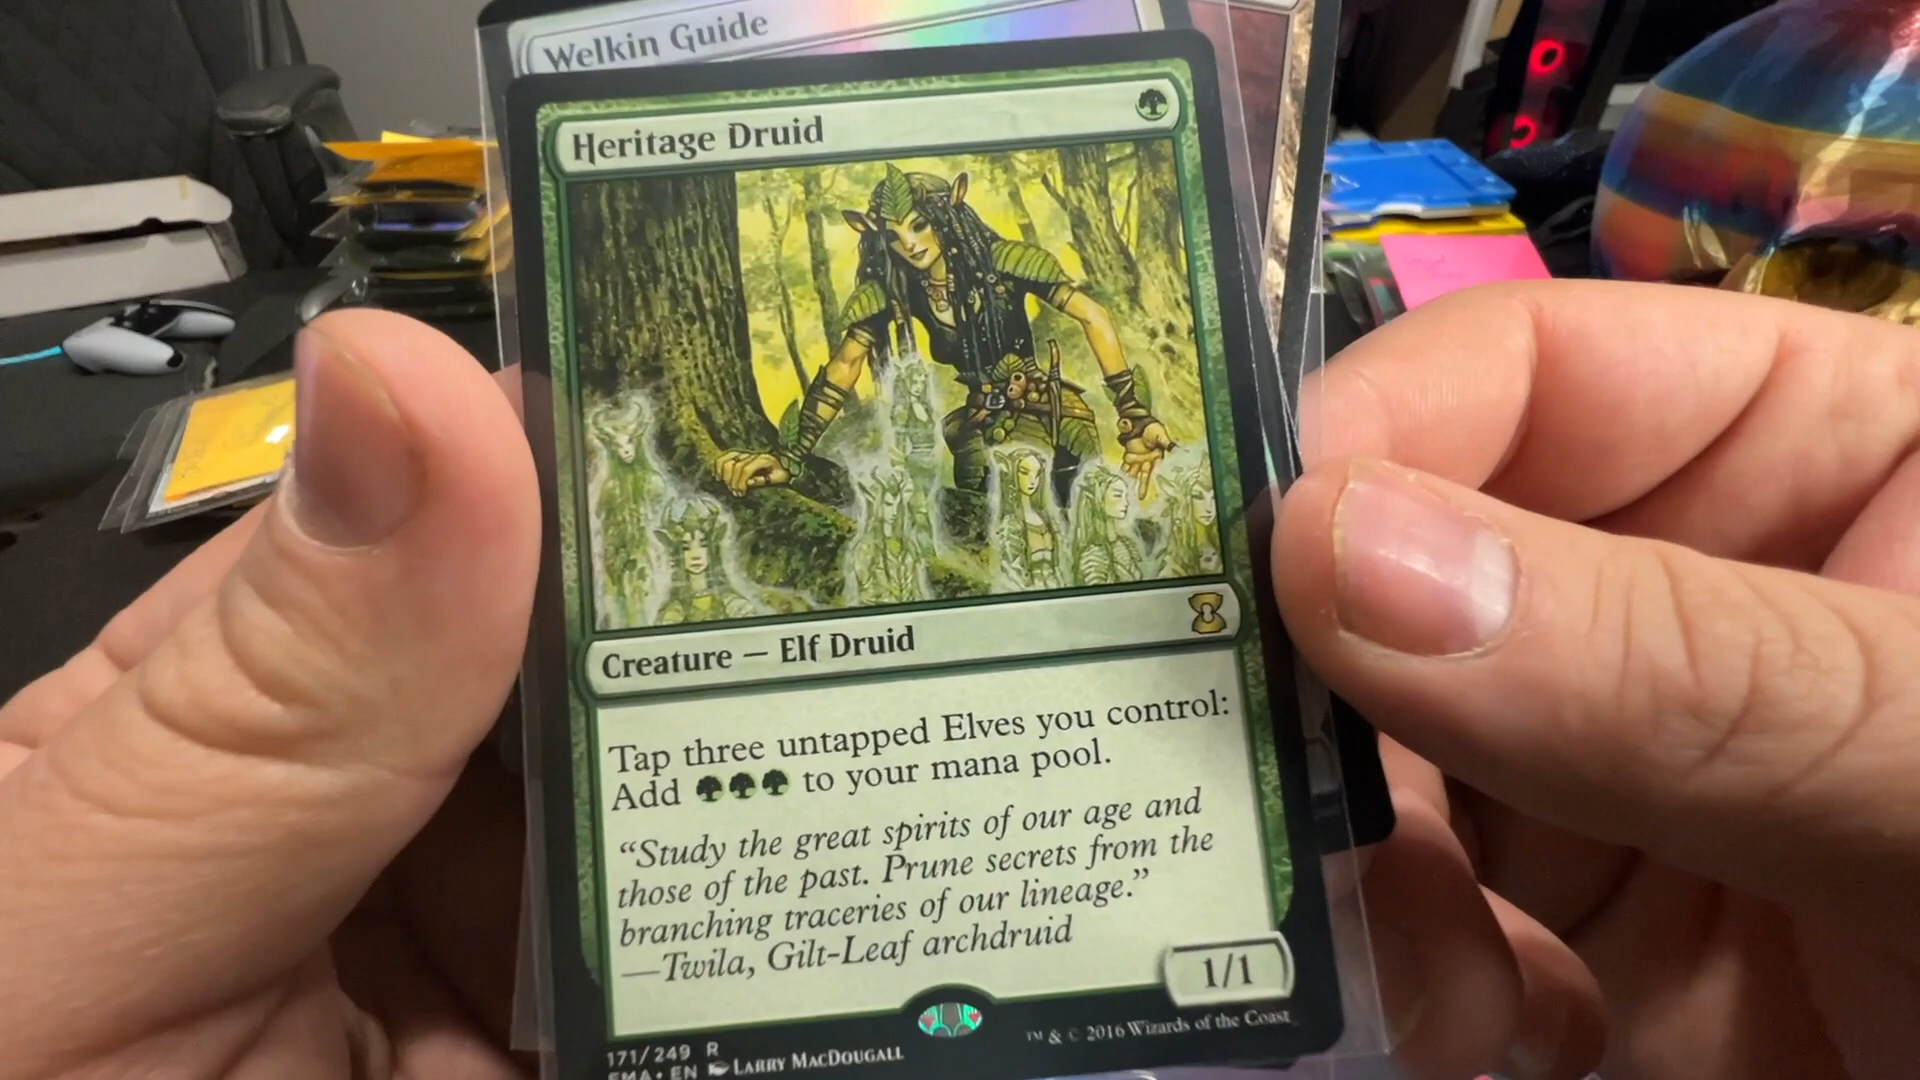 Welkin Guide
Heritage Druid
Creature — Elf Druid
Tap three untapped Elves you control:
Add to your mana pool.
“Study the great spirits of our age and
those of the past. Prune secrets from the
branching traceries of our lineage.”
—Twila, Gilt-Leaf archdruid
1/1
™ & © 2016 Wizards of the Coast
171/249 R
EMA • EN Larry MacDougall